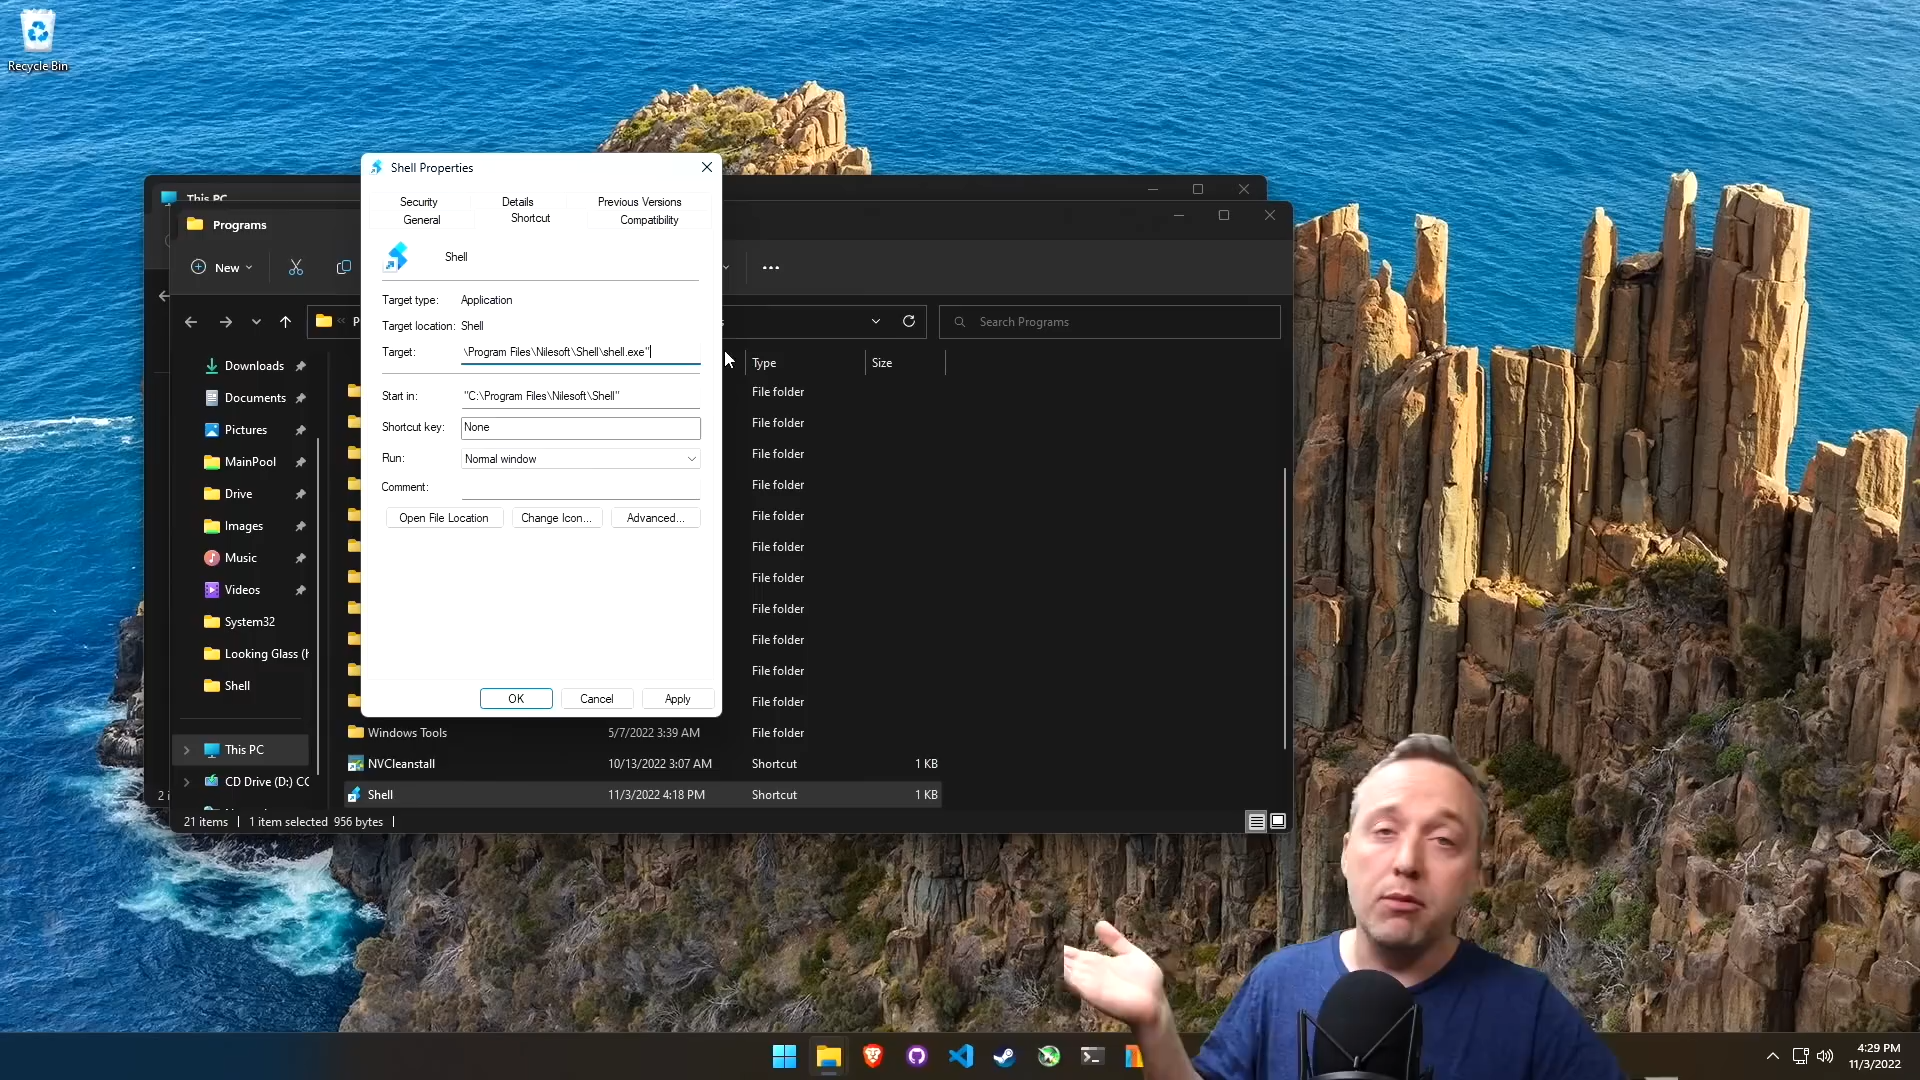 Recycle Bin
This PC
Programs
New
P
Search Programs
Shell Properties
Security
Details
Previous Versions
General
Shortcut
Compatibility
Shell
Target type:
Application
Target location:
Shell
Target:
\Program Files\Nilesoft\Shell\shell.exe"
Start in:
"C:\Program Files\Nilesoft\Shell"
Shortcut key:
None
Run:
Normal window
Comment:
Open File Location
Change Icon...
Advanced...
OK
Cancel
Apply
Type
Size
Downloads
File folder
Documents
File folder
Pictures
File folder
MainPool
File folder
Drive
File folder
Images
File folder
Music
File folder
Videos
File folder
System32
File folder
Looking Glass (
File folder
Shell
File folder
Windows Tools
5/7/2022 3:39 AM
File folder
This PC
NVCleanstall
10/13/2022 3:07 AM
Shortcut
1 KB
CD Drive (D:) CC
Shell
11/3/2022 4:18 PM
Shortcut
1 KB
2 i
21 items
1 item selected 956 bytes
4:29 PM
11/3/2022